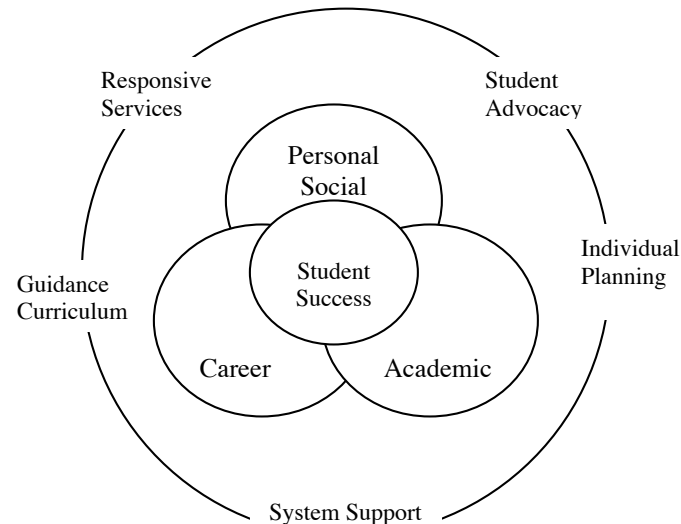 Responsive
Services
Student
Advocacy
Personal
Social
Individual
Planning
Guidance
Curriculum
Student
Success
Career
Academic
System Support